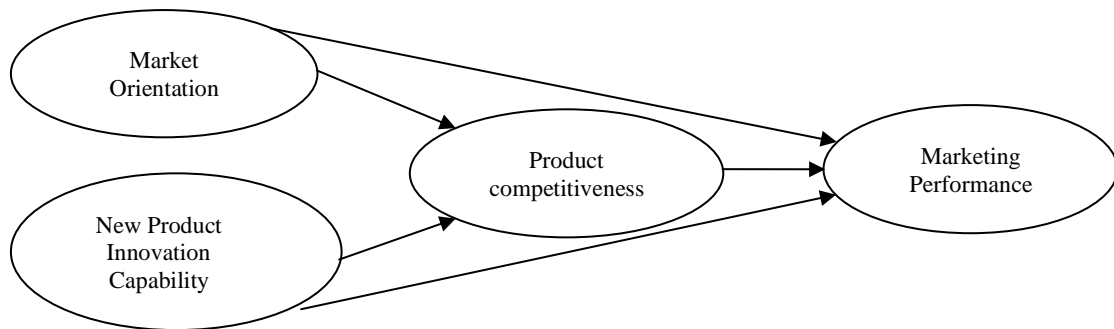 Market
Orientation
Product
competitiveness
Marketing
Performance
New Product
Innovation
Capability